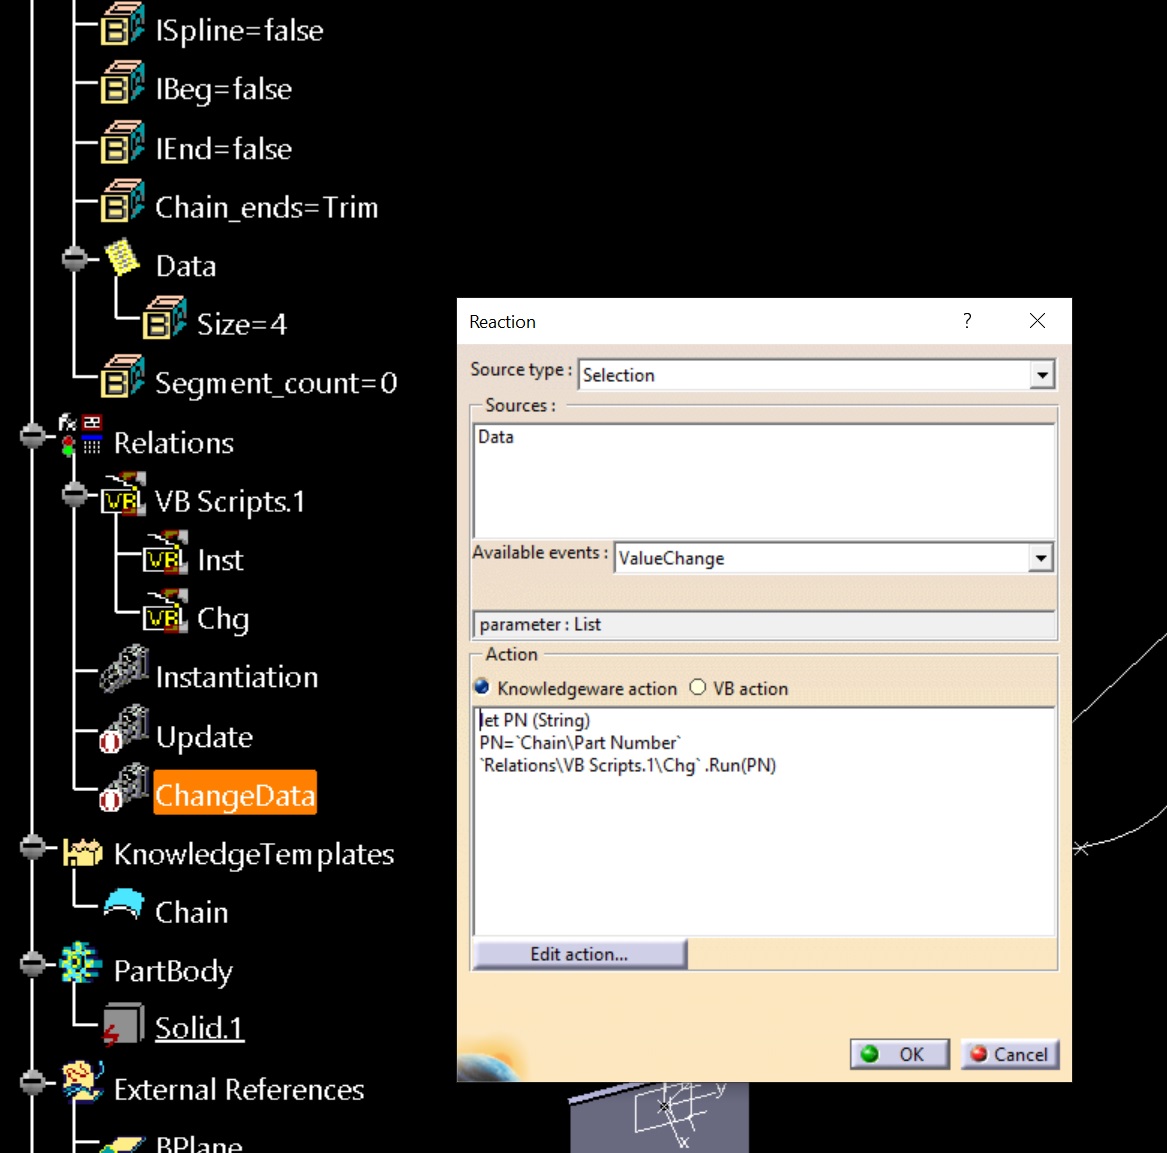 ISpline=false
IBeg=false
IEnd=false
Chain_ends=Trim
Data
Size=4
Segment_count=0
Relations
VB Scripts.1
Inst
Chg
Instantiation
Update
ChangeData
KnowledgeTemplates
Chain
PartBody
Solid.1
External References
BPlane
Reaction
?
Source type :
Selection
Sources :
Data
Available events :
ValueChange
parameter : List
Action
Knowledgeware action
VB action
let PN (String)
PN=`Chain\Part Number`
`Relations\VB Scripts.1\Chg` .Run(PN)
Edit action...
OK
Cancel
y
x